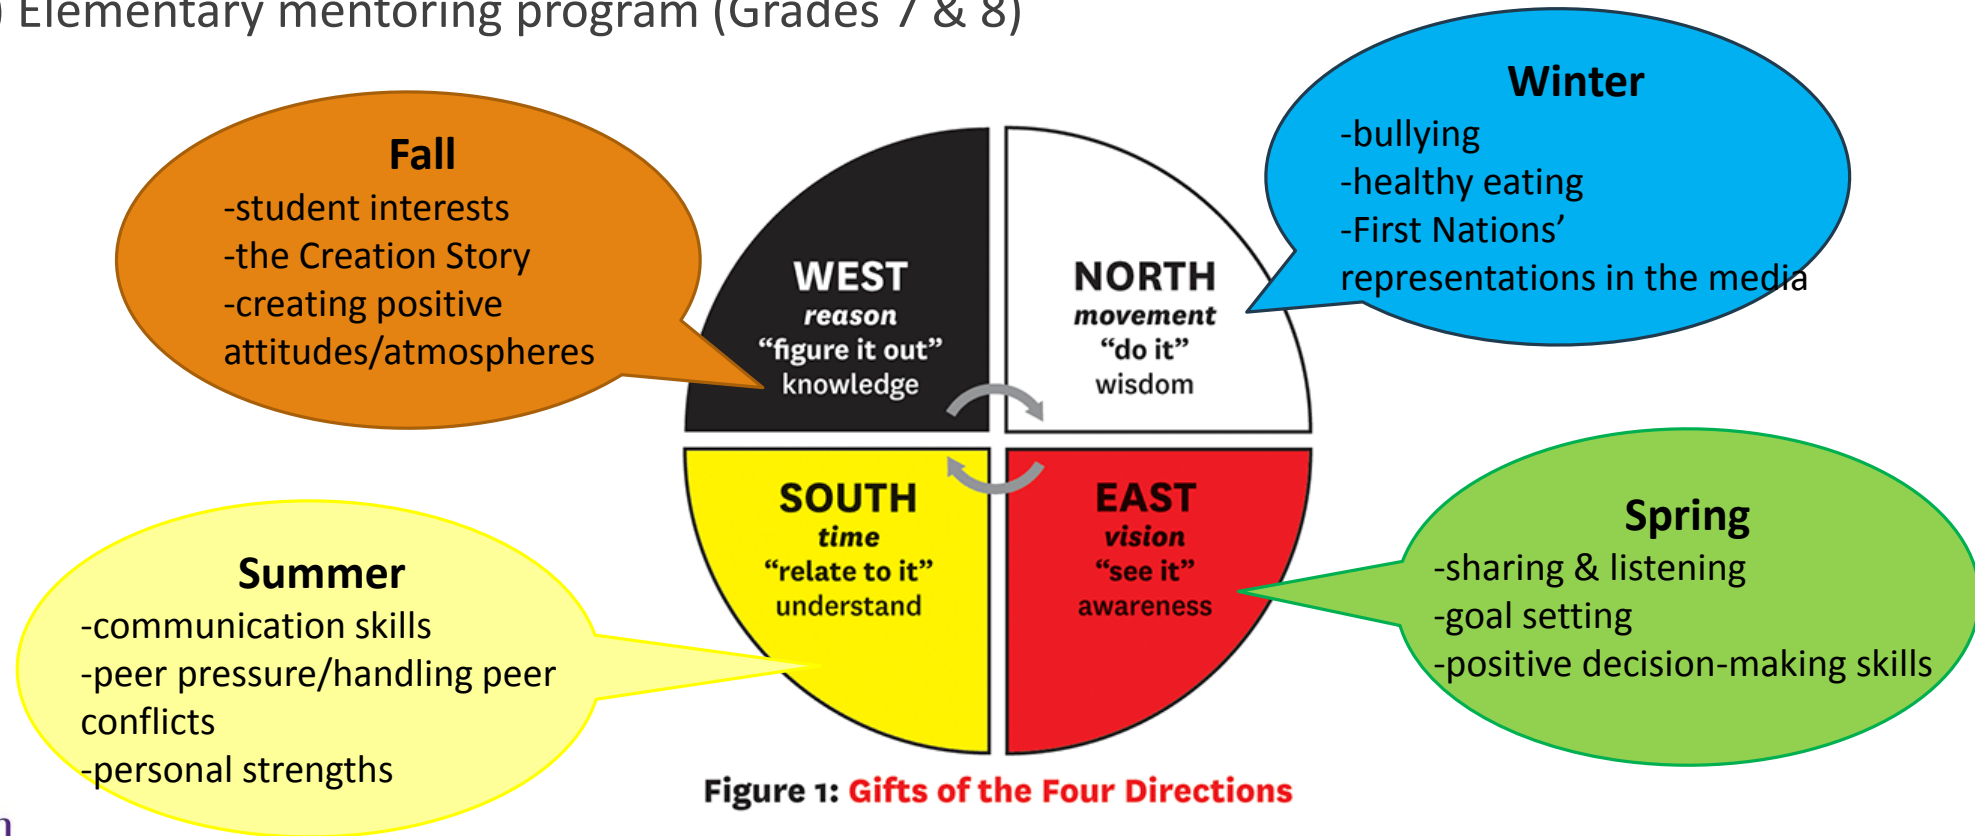 ) Elementary mentoring program (Grades 7 & 8)
Fall
-student interests
-the Creation Story
-creating positive
attitudes/atmospheres
Winter
-bullying
-healthy eating
-First Nations’
representations in the media
WEST
reason
“figure it out”
knowledge
NORTH
movement
“do it”
wisdom
SOUTH
time
“relate to it”
understand
EAST
vision
“see it”
awareness
Summer
-communication skills
-peer pressure/handling peer
conflicts
-personal strengths
Spring
-sharing & listening
-goal setting
-positive decision-making skills
Figure 1: Gifts of the Four Directions